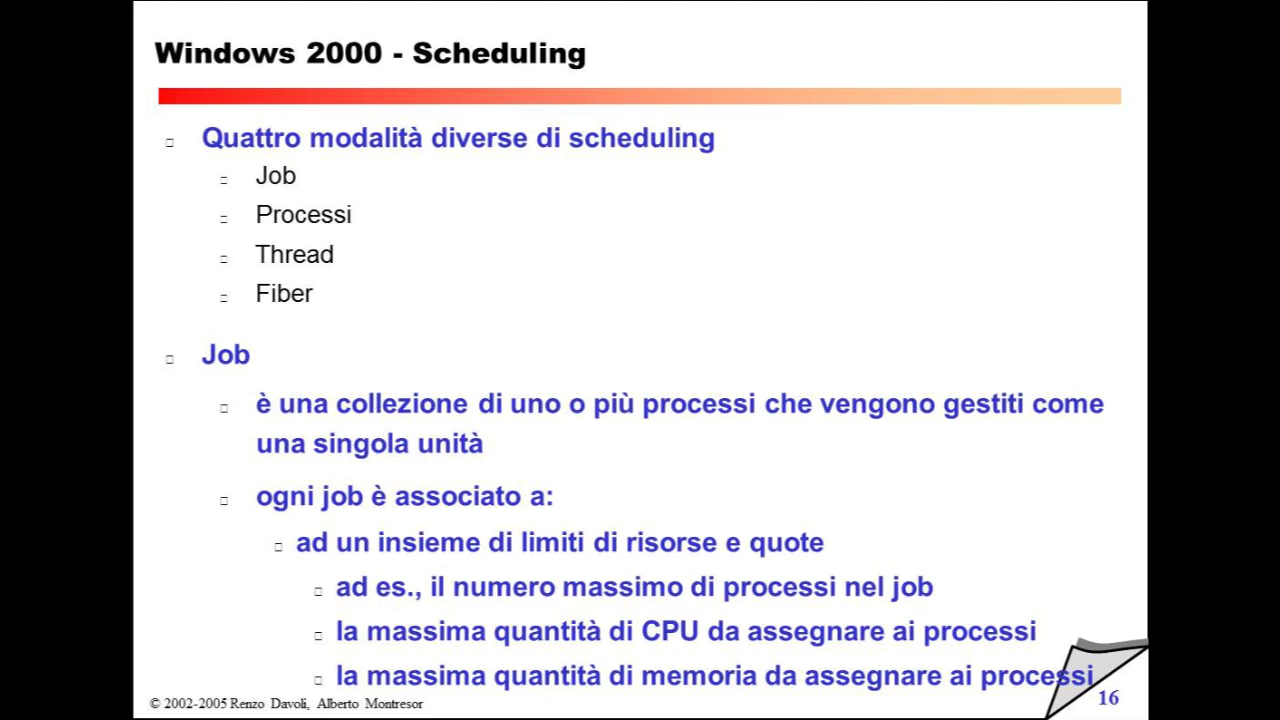 Windows 2000 - Scheduling
Quattro modalità diverse di scheduling
Job
Processi
Thread
Fiber
Job
è una collezione di uno o più processi che vengono gestiti come
una singola unità
ogni job è associato a:
ad un insieme di limiti di risorse e quote
ad es., il numero massimo di processi nel job
la massima quantità di CPU da assegnare ai processi
la massima quantità di memoria da assegnare ai processi
© 2002-2005 Renzo Davoli, Alberto Montresor
16